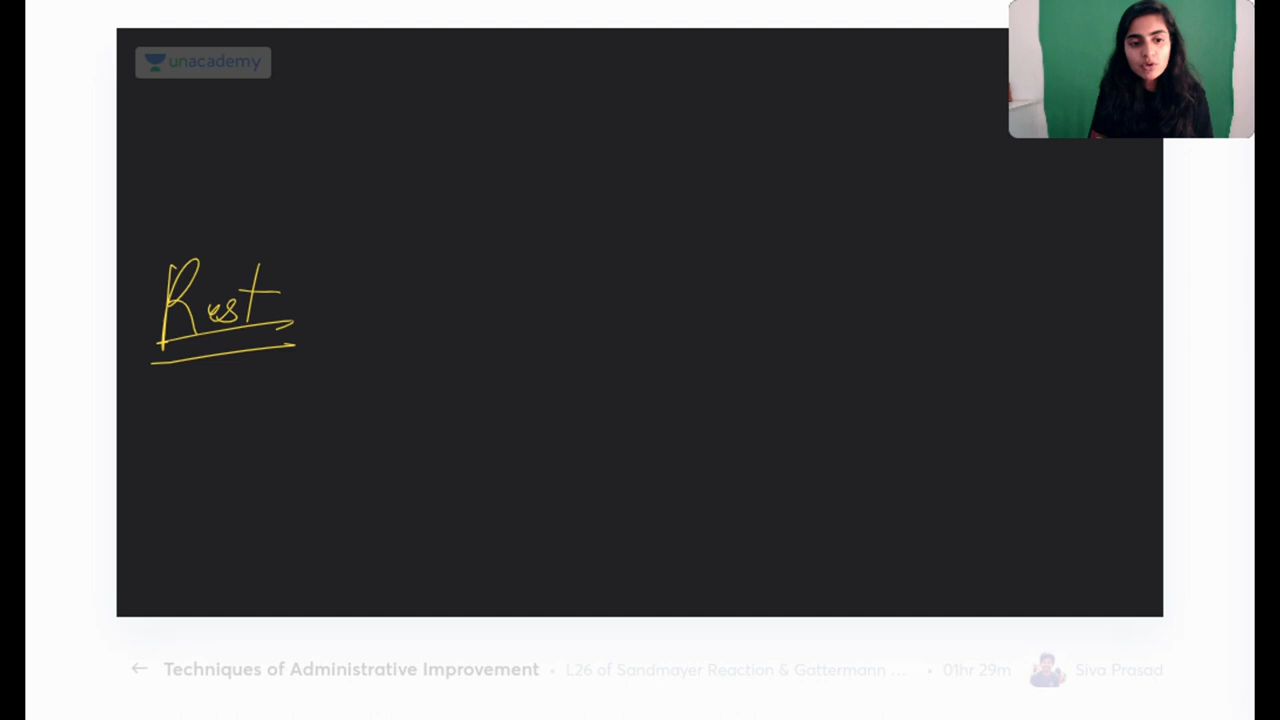 unacademy
Rest
Techniques of Administrative Improvement • L26 of Sandmayer Reaction & Gattermann ... • 01hr 29m Siva Prasad